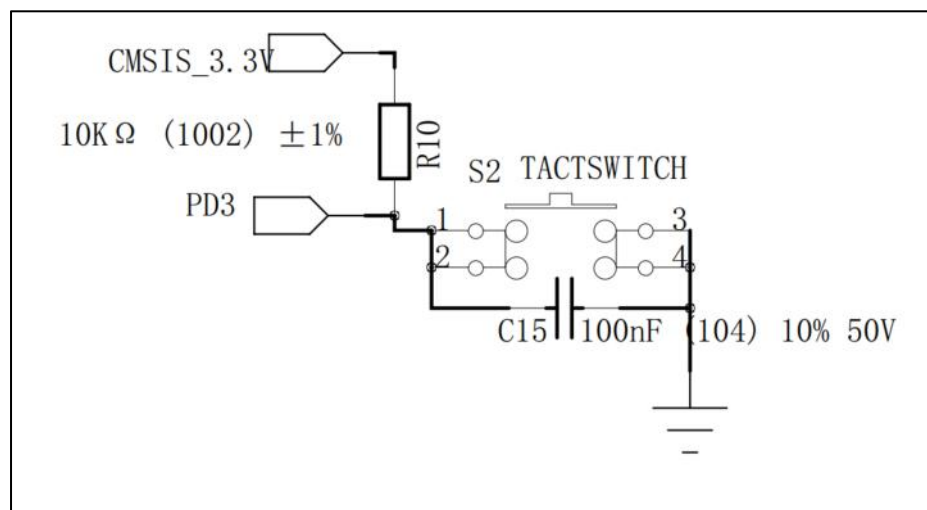 CMSIS_3.3V
10KΩ (1002) ±1%
R10
S2 TACTSWITCH
PD3
1
3
2
4
C15 100nF (104) 10% 50V